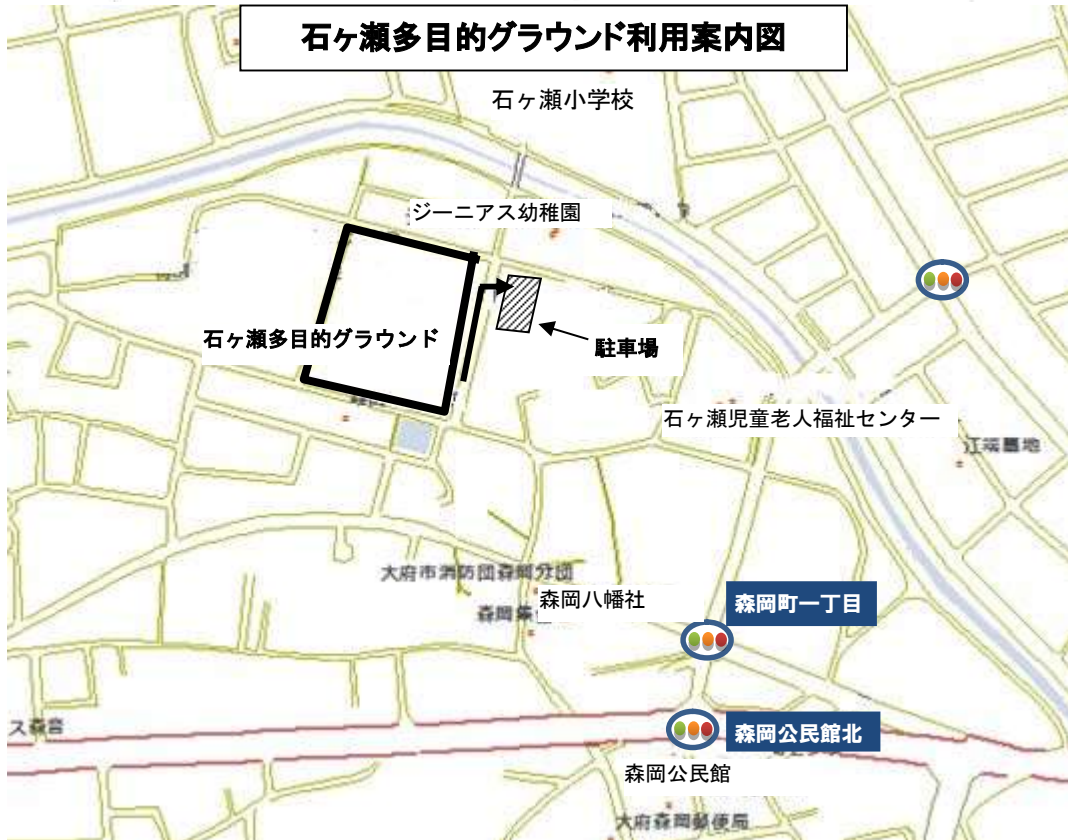 石ヶ瀬多目的グラウンド利用案内図
石ヶ瀬小学校
ジーニアス幼稚園
石ヶ瀬多目的グラウンド
駐車場
石ヶ瀬児童老人福祉センター
江端墓地
大府市消防団森岡分団
森岡八幡社
森岡集
森岡町一丁目
森岡公民館北
森岡公民館
大府森岡郵便局